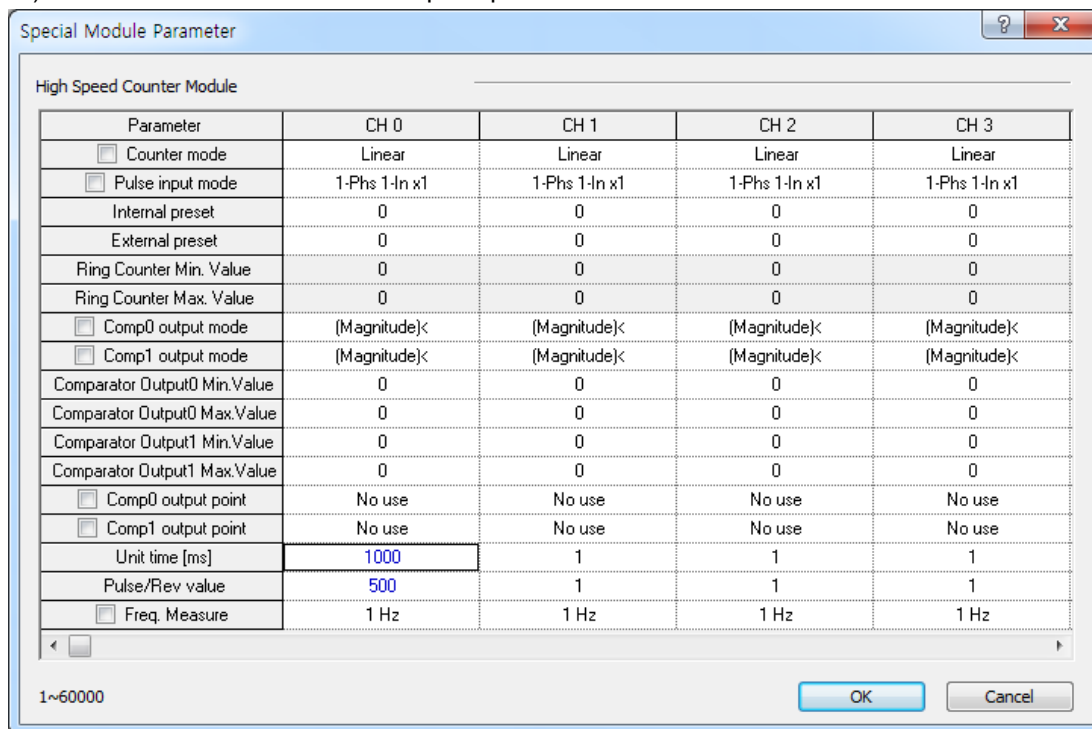 Special Module Parameter
High Speed Counter Module
Parameter CH 0 CH 1 CH 2 CH 3
Counter mode Linear Linear Linear Linear
Pulse input mode 1-Phs 1-In x1 1-Phs 1-In x1 1-Phs 1-In x1 1-Phs 1-In x1
Internal preset 0 0 0 0
External preset 0 0 0 0
Ring Counter Min. Value 0 0 0 0
Ring Counter Max. Value 0 0 0 0
Comp0 output mode (Magnitude)< (Magnitude)< (Magnitude)< (Magnitude)<
Comp1 output mode (Magnitude)< (Magnitude)< (Magnitude)< (Magnitude)<
Comparator Output0 Min.Value 0 0 0 0
Comparator Output0 Max.Value 0 0 0 0
Comparator Output1 Min.Value 0 0 0 0
Comparator Output1 Max.Value 0 0 0 0
Comp0 output point No use No use No use No use
Comp1 output point No use No use No use No use
Unit time [ms] 1000 1 1 1
Pulse/Rev value 500 1 1 1
Freq. Measure 1 Hz 1 Hz 1 Hz 1 Hz
1~60000 OK Cancel